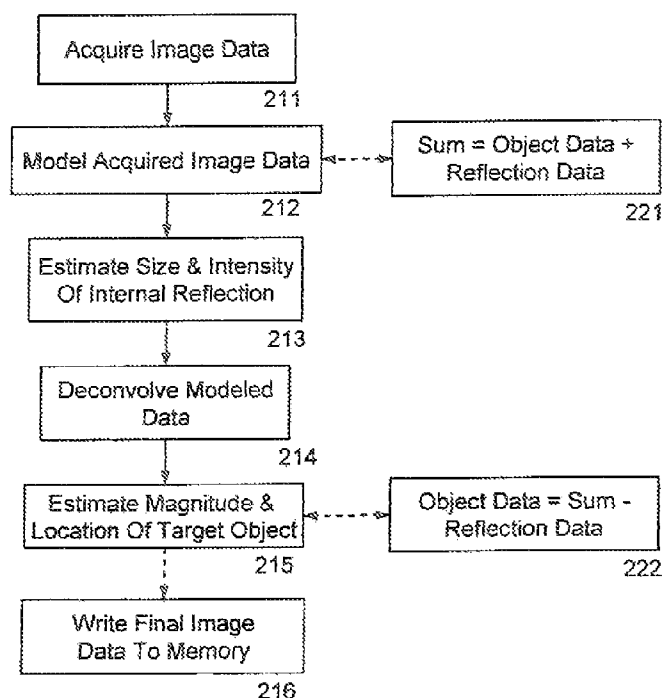 Acquire Image Data
211
Model Acquired Image Data
212
Sum = Object Data +
Reflection Data
221
Estimate Size & Intensity
Of Internal Reflection
213
Deconvolve Modeled
Data
214
Estimate Magnitude &
Location Of Target Object
215
Object Data = Sum -
Reflection Data
222
Write Final Image
Data To Memory
216